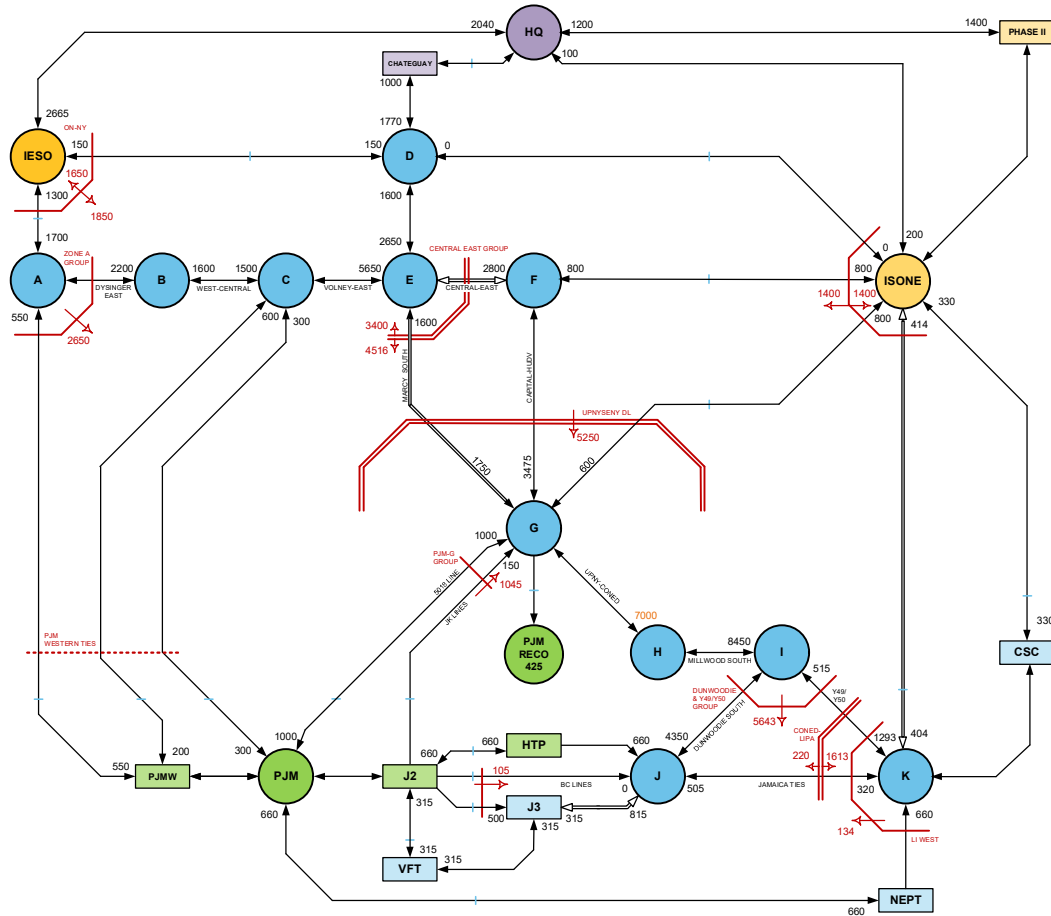 2040
HQ
1200
1400
PHASE II
100
CHATEGUAY
1000
2665
ON-NY
1770
150
150
0
IESO
D
1650
1300
1850
1600
1700
2650
200
0
ZONE A
GROUP
CENTRAL EAST GROUP
2200
1600
1500
5650
2800
800
800
A
B
C
E
F
ISONE
DYSINGER
EAST
WEST-CENTRAL
VOLNEY-EAST
CENTRAL-EAST
550
600
300
1400
1400
330
2650
3400
1600
800
414
4516
MARCY SOUTH
CAPITAL-HUDV
UPNYSENY DL
5250
1750
3475
600
G
1000
150
PJM-G
GROUP
5018 LINE
JK LINES
1045
UPNY-CONED
7000
PJM
WESTERN TIES
PJM
RECO
425
H
8450
MILLWOOD SOUTH
I
515
330
CSC
DUNWOODIE
& Y49/Y50
GROUP
DUNWOODIE SOUTH
5643
Y49/
Y50
CONED-
LIPA
1000
4350
1293
404
200
300
660
660
HTP
660
220
1613
550
PJMW
PJM
J2
105
BC LINES
J
JAMAICA TIES
K
0
505
320
660
315
500
J3
315
815
660
315
134
LI WEST
315
VFT
315
NEPT
660